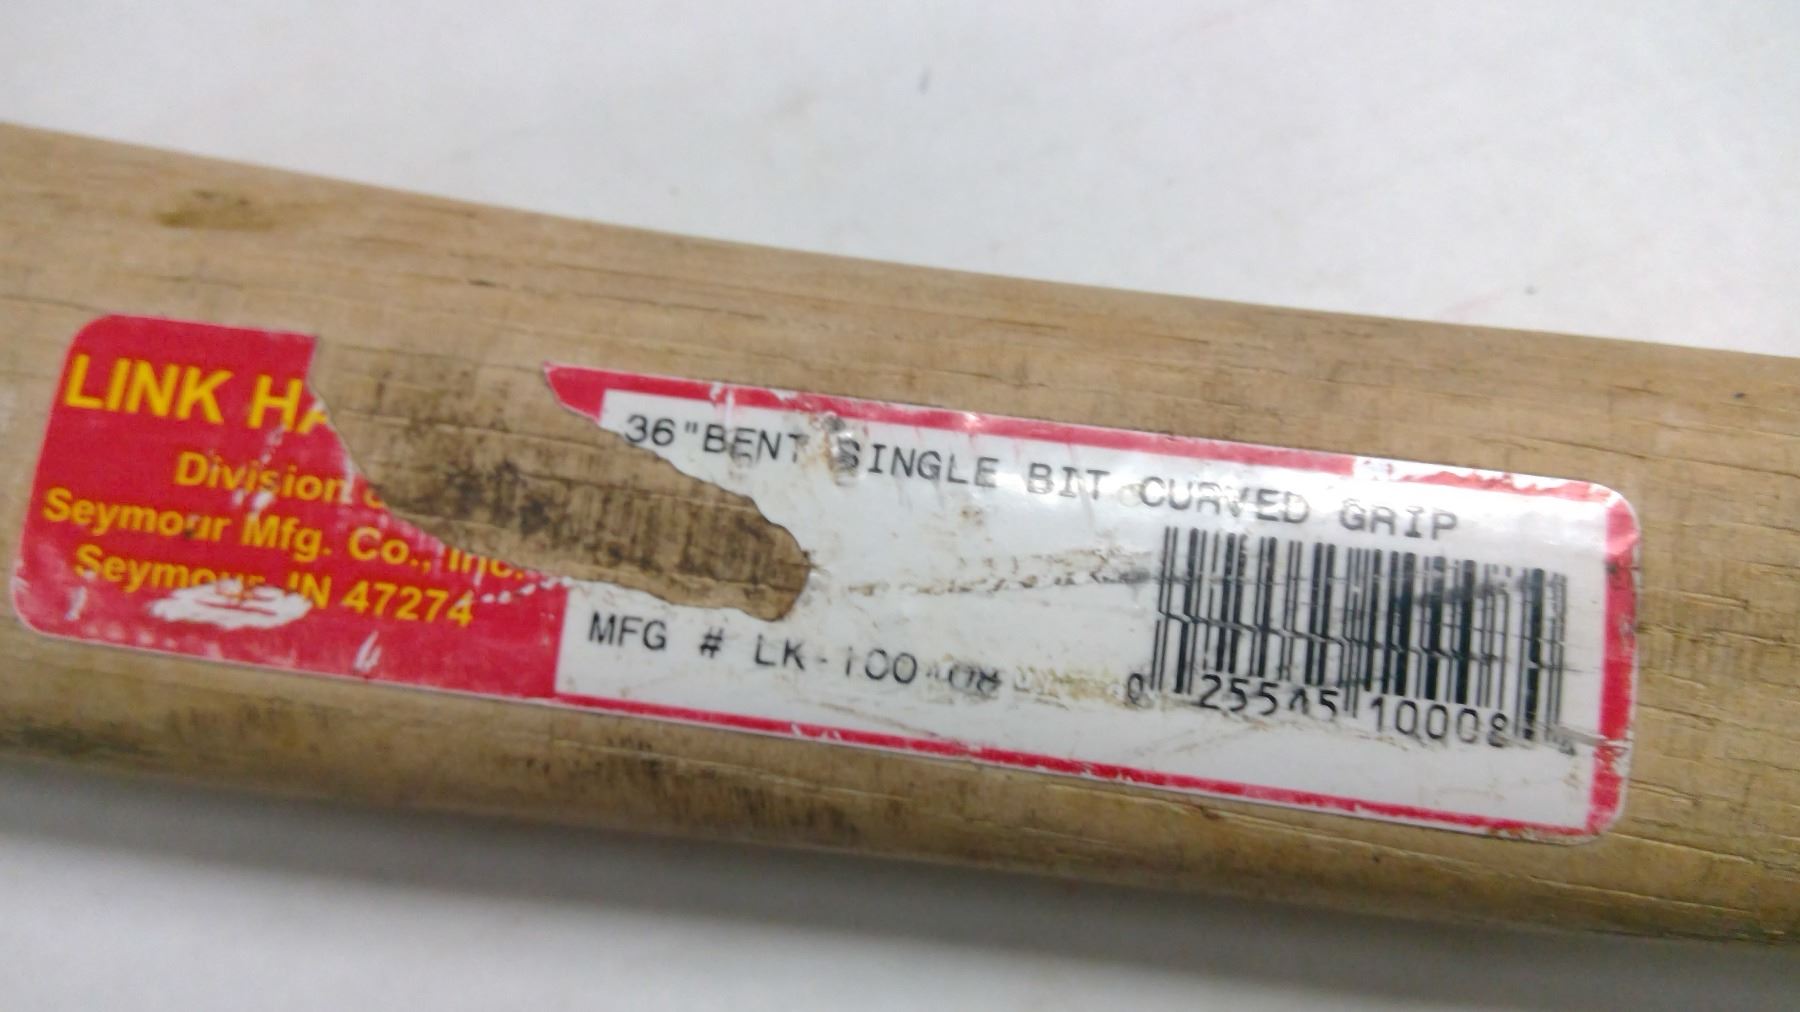 LINK HA
Division
Seymour Mfg. Co., Inc.
Seymour, IN 47274
36"BENT SINGLE BIT CURVED GRIP
MFG # LK-100
0 25545 10008